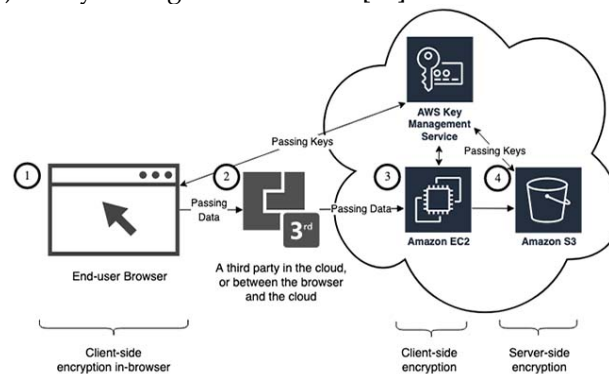 AWS Key
Management
Service
Passing Keys
Passing Keys
1
2
3
4
Passing
Data
3rd
Passing Data
Amazon EC2
Amazon S3
End-user Browser
A third party in the cloud,
or between the browser
and the cloud
Client-side
encryption in-browser
Client-side
encryption
Server-side
encryption